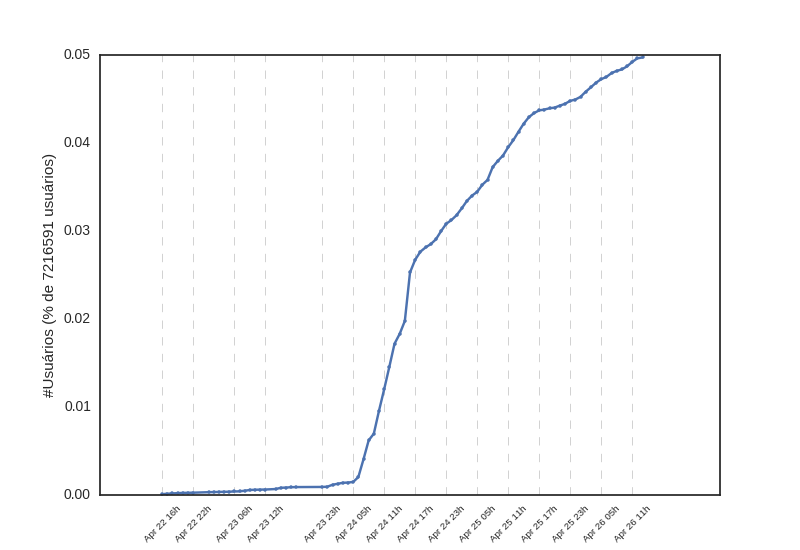 0.05
0.04
0.03
0.02
0.01
0.00
#Usuários (% de 7216591 usuários)
Apr 22 16h
Apr 22 22h
Apr 23 06h
Apr 23 12h
Apr 23 23h
Apr 24 05h
Apr 24 11h
Apr 24 17h
Apr 24 23h
Apr 25 05h
Apr 25 11h
Apr 25 17h
Apr 25 23h
Apr 26 05h
Apr 26 11h